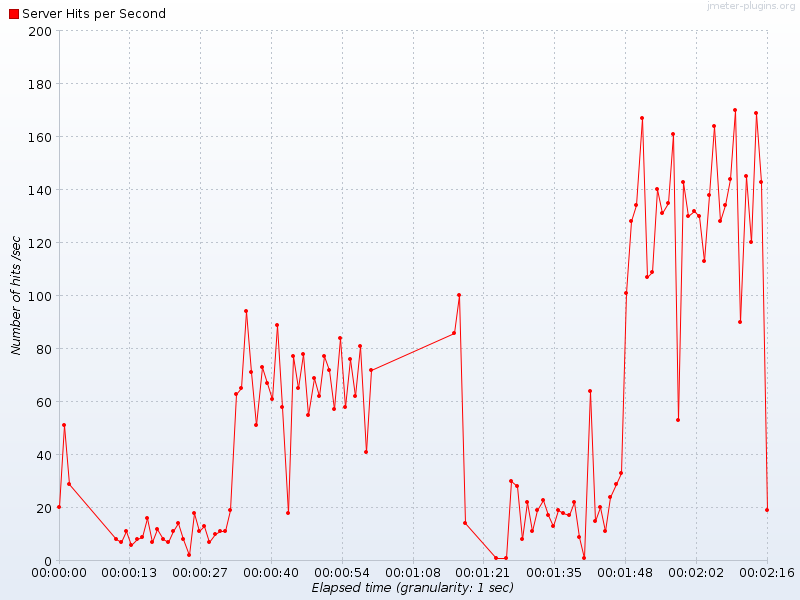 jmeter-plugins.org
Server Hits per Second
200
180
160
140
120
100
80
60
40
20
0
Number of hits /sec
00:00:00 00:00:13 00:00:27 00:00:40 00:00:54 00:01:08 00:01:21 00:01:35 00:01:48 00:02:02 00:02:16
Elapsed time (granularity: 1 sec)